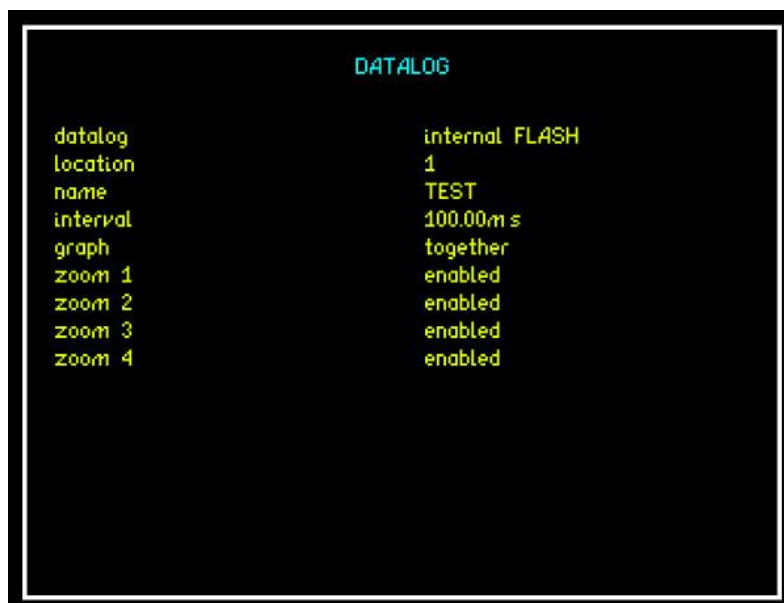 DATALOG
datalog internal FLASH
location 1
name TEST
interval 100.00ms
graph together
zoom 1 enabled
zoom 2 enabled
zoom 3 enabled
zoom 4 enabled